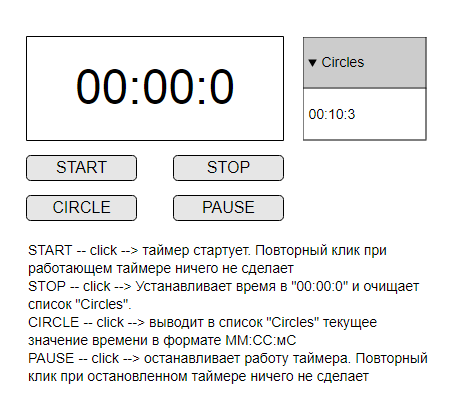 00:00:0
▼ Circles
00:10:3
START
STOP
CIRCLE
PAUSE
START -- click --> таймер стартует. Повторный клик при
работающем таймере ничего не сделает
STOP -- click --> Устанавливает время в "00:00:0" и очищает
список "Circles".
CIRCLE -- click --> выводит в список "Circles" текущее
значение времени в формате ММ:СС:мС
PAUSE -- click --> останавливает работу таймера. Повторный
клик при остановленном таймере ничего не сделает